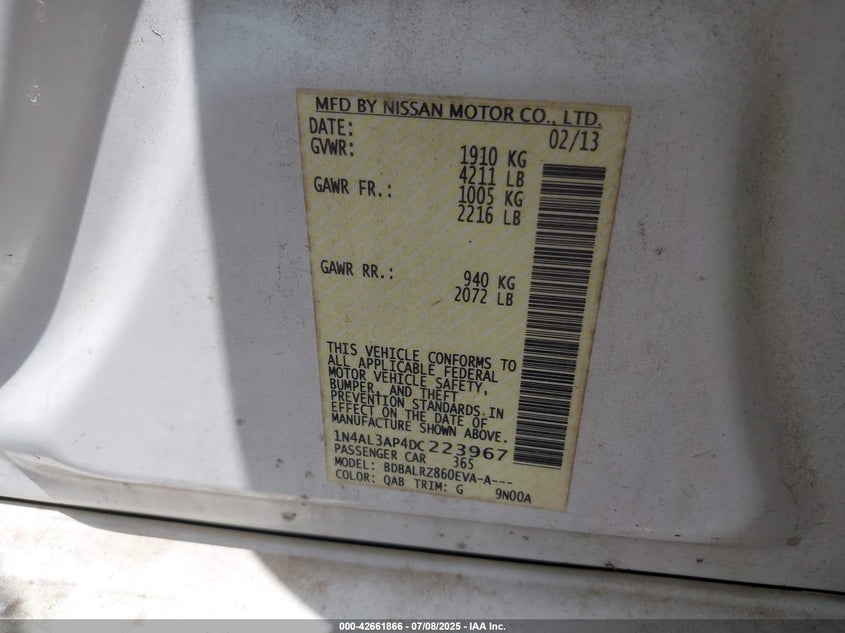 MFD BY NISSAN MOTOR CO., LTD.
DATE: 02/13
GVWR: 1910 KG
4211 LB
GAWR FR.: 1005 KG
2216 LB
GAWR RR.: 940 KG
2072 LB
THIS VEHICLE CONFORMS TO
ALL APPLICABLE FEDERAL
MOTOR VEHICLE SAFETY,
BUMPER, AND THEFT
PREVENTION STANDARDS IN
EFFECT ON THE DATE OF
MANUFACTURE SHOWN ABOVE.
1N4AL3AP4DC223967
PASSENGER CAR 365
MODEL: BDBALRZ860EVA-A---
COLOR: QAB TRIM: G 9N00A
000-42661866 - 07/08/2025 - IAA Inc.